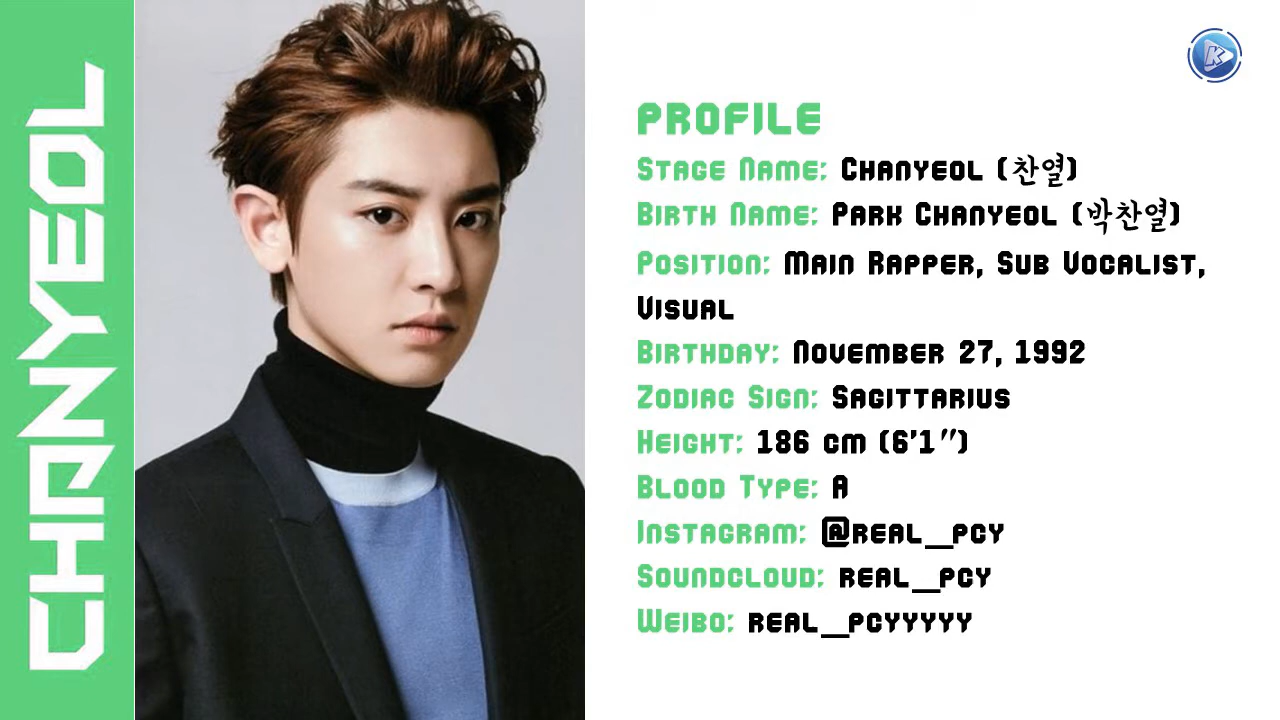 CHANYEOL
PROFILE
Stage Name: Chanyeol (찬열)
Birth Name: Park Chanyeol (박찬열)
Position: Main Rapper, Sub Vocalist,
Visual
Birthday: November 27, 1992
Zodiac Sign: Sagittarius
Height: 186 cm (6'1″)
Blood Type: A
Instagram: @real__pcy
Soundcloud: real__pcy
Weibo: real__pcyyyyy
K